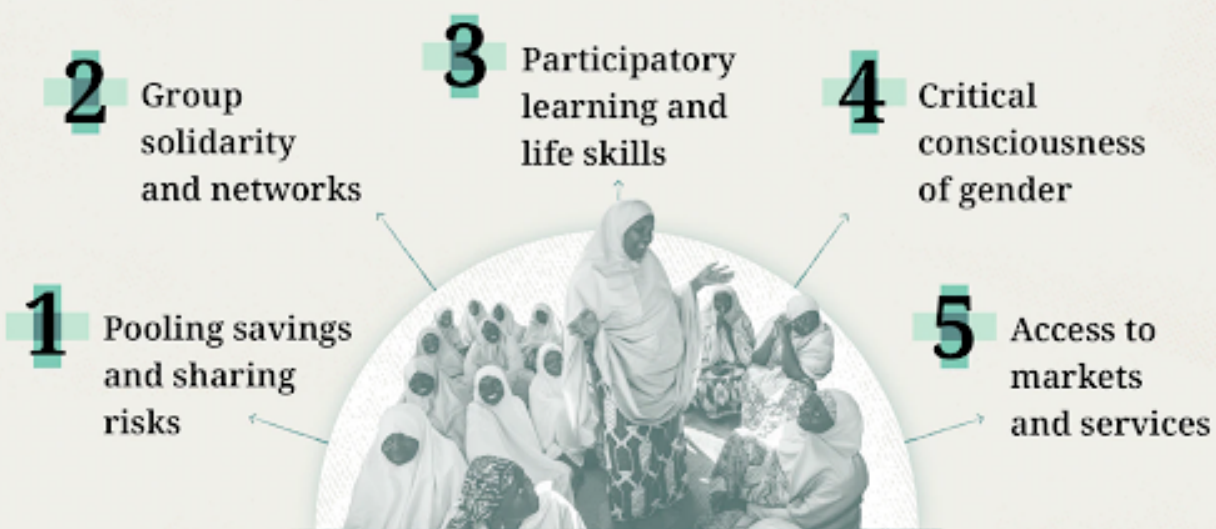 1
Pooling savings
and sharing
risks
2
Group
solidarity
and networks
3
Participatory
learning and
life skills
4
Critical
consciousness
of gender
5
Access to
markets
and services